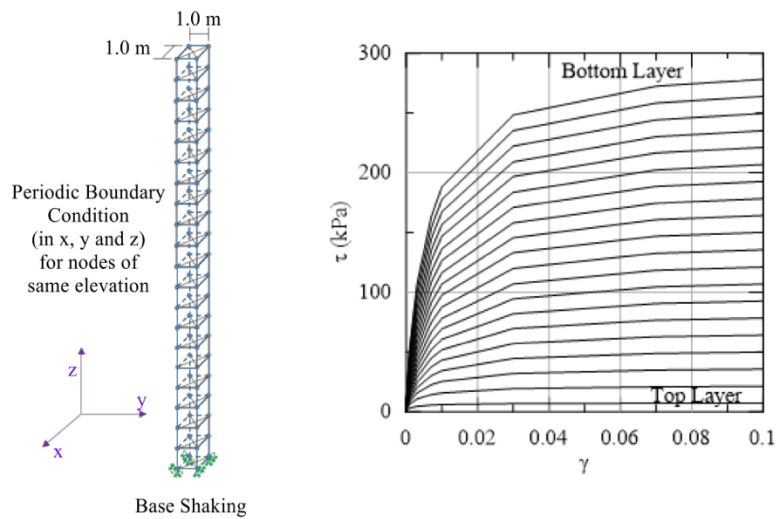 1.0 m
1.0 m
Periodic Boundary
Condition
(in x, y and z)
for nodes of
same elevation
z
y
x
Base Shaking
300
200
100
0
τ (kPa)
Bottom Layer
Top Layer
0
0.02
0.04
0.06
0.08
0.1
γ